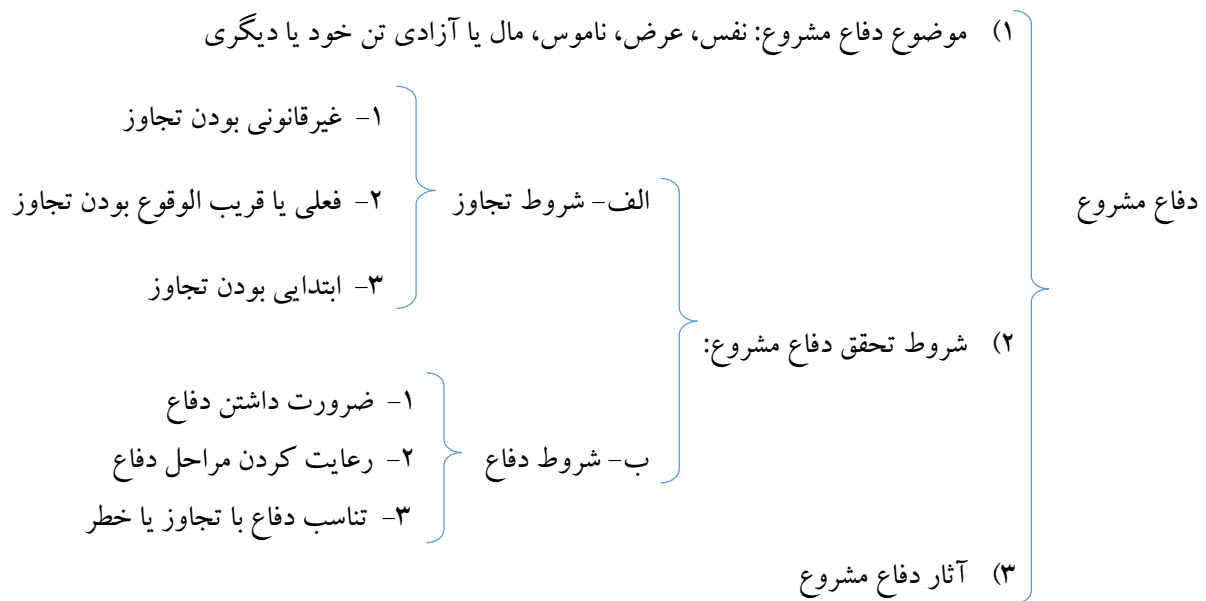 ۱) موضوع دفاع مشروع: نفس، عرض، ناموس، مال یا آزادی تن خود یا دیگری
۱- غیرقانونی بودن تجاوز
دفاع مشروع
الف- شروط تجاوز
۲- فعلی یا قریب الوقوع بودن تجاوز
۳- ابتدایی بودن تجاوز
۲) شروط تحقق دفاع مشروع:
۱- ضرورت داشتن دفاع
ب- شروط دفاع
۲- رعایت کردن مراحل دفاع
۳- تناسب دفاع با تجاوز یا خطر
۳) آثار دفاع مشروع